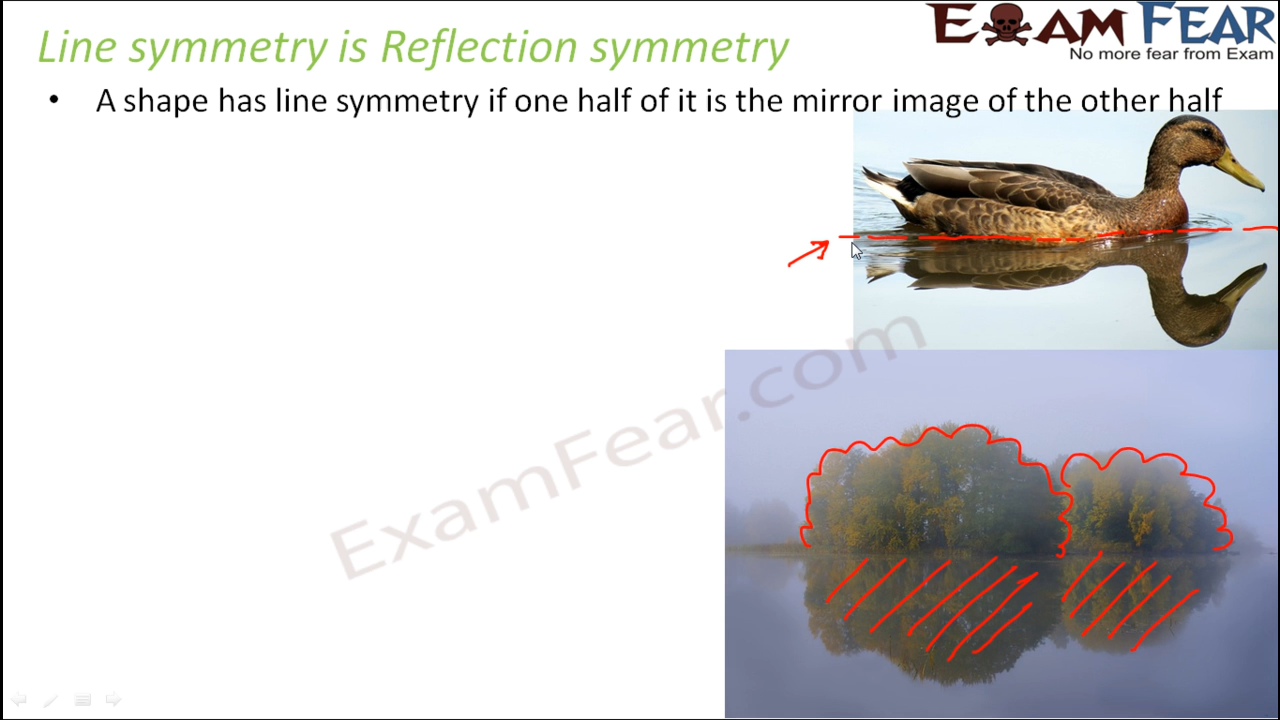 Line symmetry is Reflection symmetry
EXAM FEAR
No more fear from Exam
• A shape has line symmetry if one half of it is the mirror image of the other half
ExamFear.com